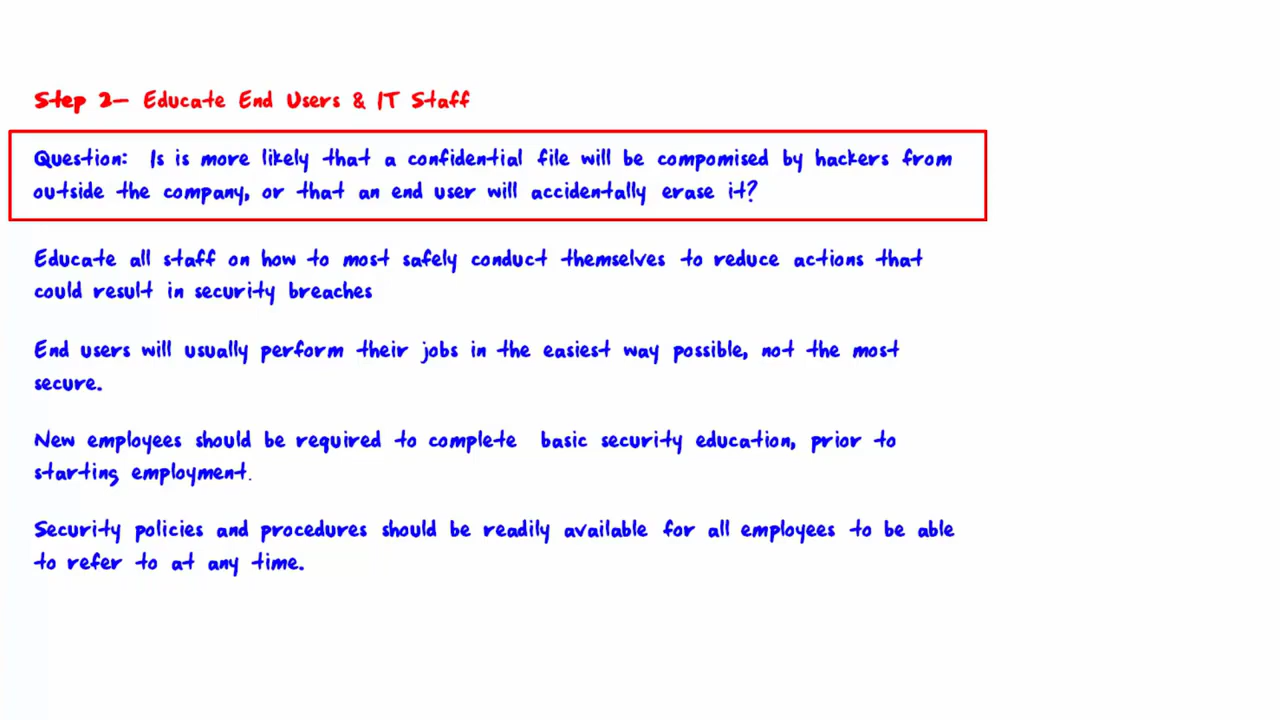 Step 2- Educate End Users & IT Staff
Question: Is is more likely that a confidential file will be compomised by hackers from
outside the company, or that an end user will accidentally erase it?
Educate all staff on how to most safely conduct themselves to reduce actions that
could result in security breaches
End users will usually perform their jobs in the easiest way possible, not the most
secure.
New employees should be required to complete basic security education, prior to
starting employment.
Security policies and procedures should be readily available for all employees to be able
to refer to at any time.